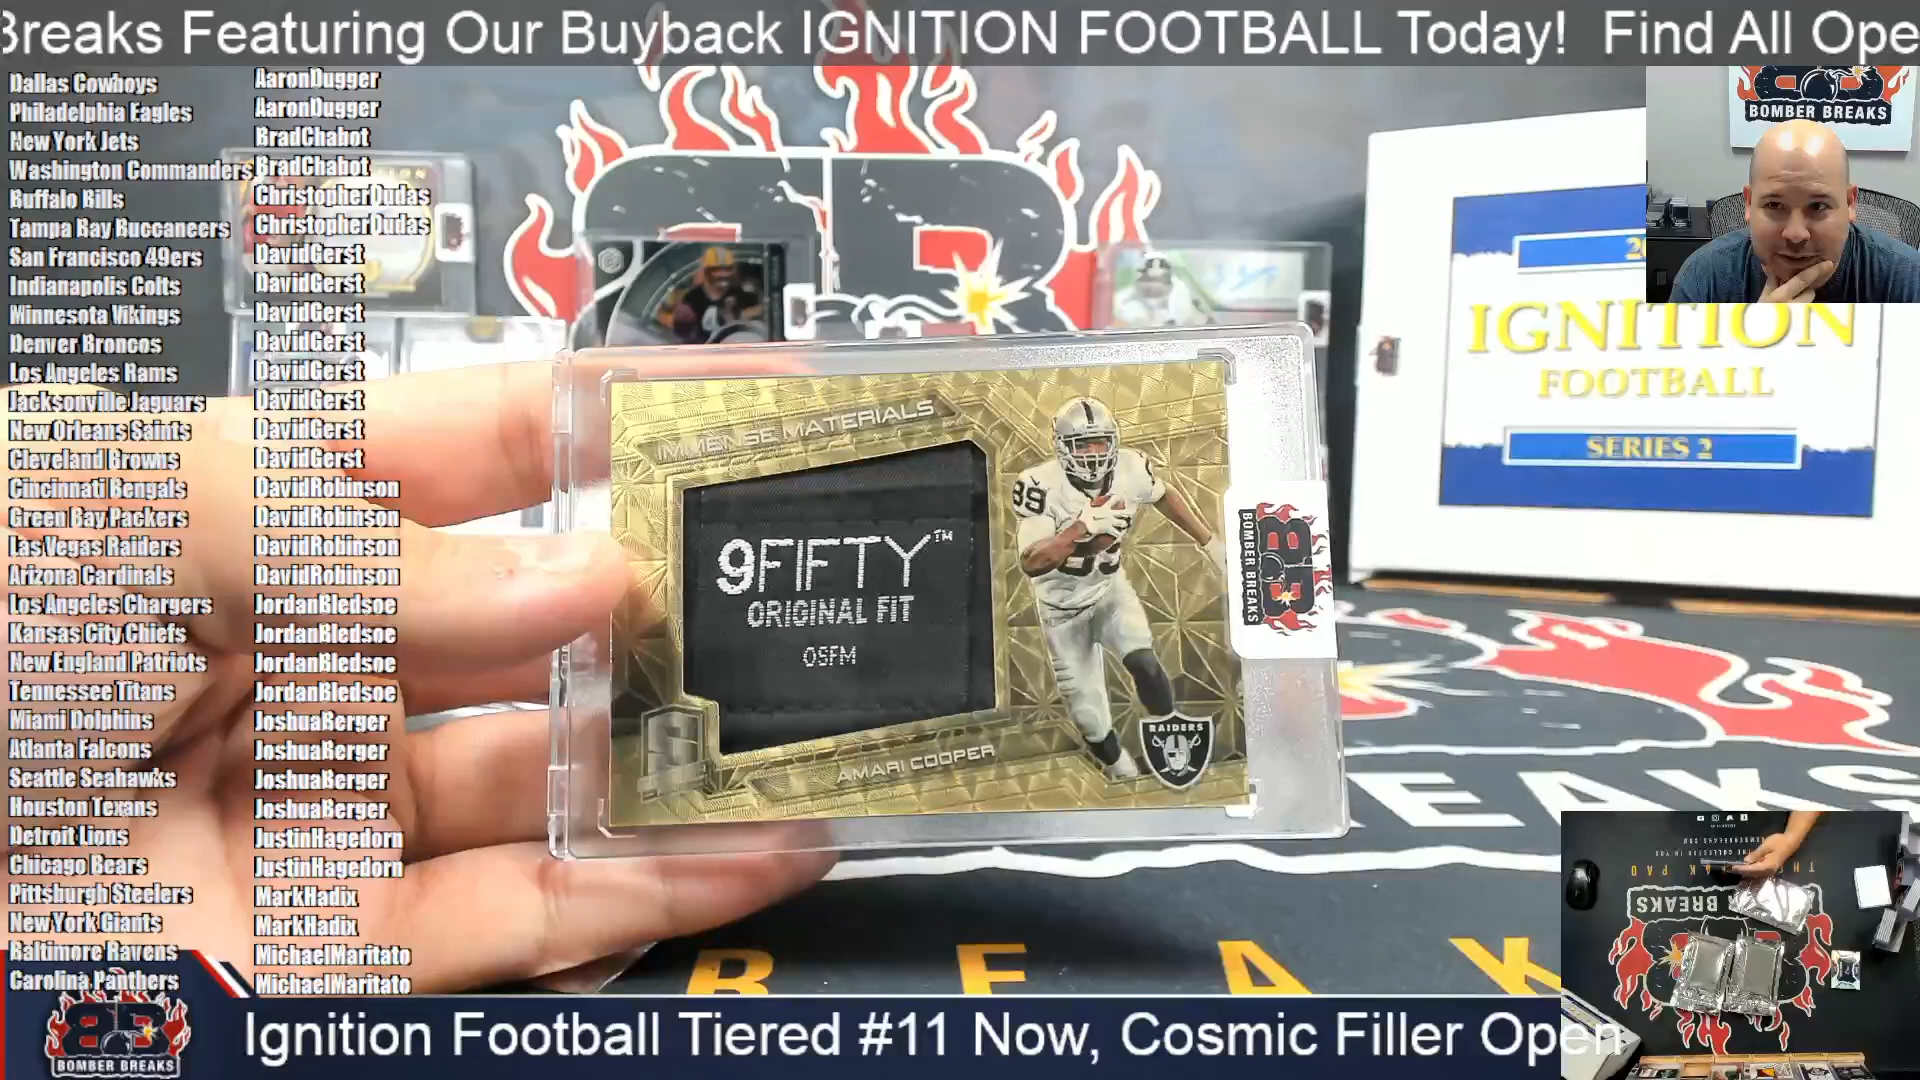 Breaks Featuring Our Buyback IGNITION FOOTBALL Today! Find All Ope
Dallas Cowboys AaronDugger
Philadelphia Eagles AaronDugger
New York Jets BradChabot
Washington Commanders BradChabot
Buffalo Bills ChristopherDudas
Tampa Bay Buccaneers ChristopherDudas
San Francisco 49ers DavidGerst
Indianapolis Colts DavidGerst
Minnesota Vikings DavidGerst
Denver Broncos DavidGerst
Los Angeles Rams DavidGerst
Jacksonville Jaguars DavidGerst
New Orleans Saints DavidGerst
Cleveland Browns DavidGerst
Cincinnati Bengals DavidRobinson
Green Bay Packers DavidRobinson
Las Vegas Raiders DavidRobinson
Arizona Cardinals DavidRobinson
Los Angeles Chargers JordanBledsoe
Kansas City Chiefs JordanBledsoe
New England Patriots JordanBledsoe
Tennessee Titans JordanBledsoe
Miami Dolphins JoshuaBerger
Atlanta Falcons JoshuaBerger
Seattle Seahawks JoshuaBerger
Houston Texans JoshuaBerger
Detroit Lions JustinHagedorn
Chicago Bears JustinHagedorn
Pittsburgh Steelers MarkHadix
New York Giants MarkHadix
Baltimore Ravens MichaelMaritato
Carolina Panthers MichaelMaritato
BOMBER BREAKS
IGNITION
FOOTBALL
SERIES 2
IMMENSE MATERIALS
9FIFTY™
ORIGINAL FIT
OSFM
89
AMARI COOPER
RAIDERS
BOMBER BREAKS
BREAKS
BREAK
BOMBER BREAKS
Ignition Football Tiered #11 Now, Cosmic Filler Open